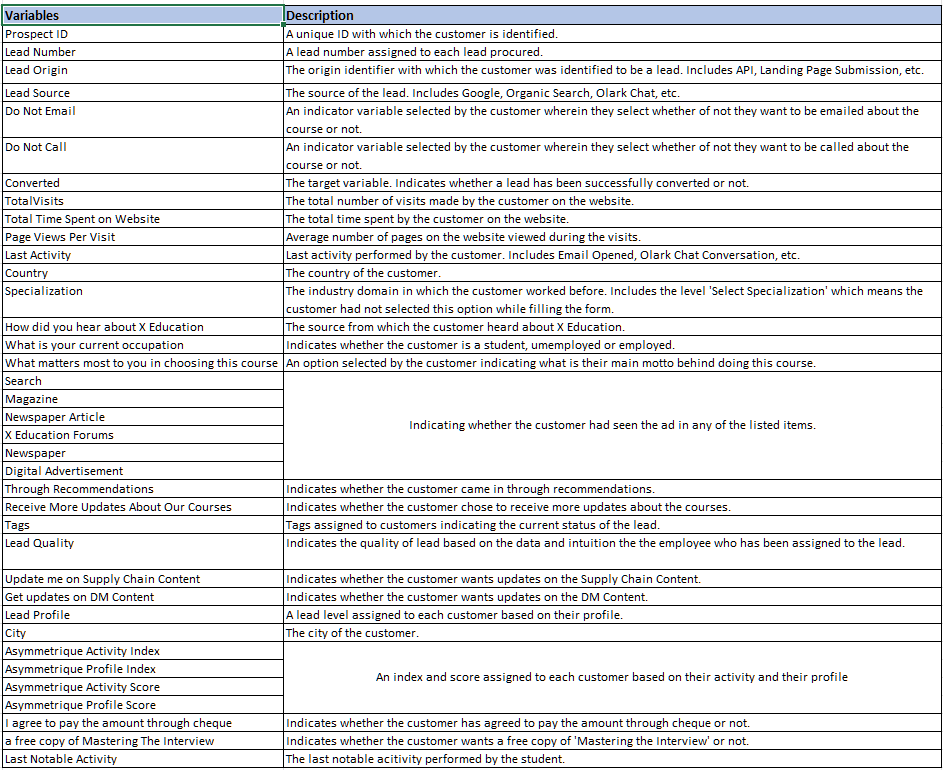 Variables Description
Prospect ID A unique ID with which the customer is identified.
Lead Number A lead number assigned to each lead procured.
Lead Origin The origin identifier with which the customer was identified to be a lead. Includes API, Landing Page Submission, etc.
Lead Source The source of the lead. Includes Google, Organic Search, Olark Chat, etc.
Do Not Email An indicator variable selected by the customer wherein they select whether of not they want to be emailed about the
course or not.
Do Not Call An indicator variable selected by the customer wherein they select whether of not they want to be called about the
course or not.
Converted The target variable. Indicates whether a lead has been successfully converted or not.
TotalVisits The total number of visits made by the customer on the website.
Total Time Spent on Website The total time spent by the customer on the website.
Page Views Per Visit Average number of pages on the website viewed during the visits.
Last Activity Last activity performed by the customer. Includes Email Opened, Olark Chat Conversation, etc.
Country The country of the customer.
Specialization The industry domain in which the customer worked before. Includes the level 'Select Specialization' which means the
customer had not selected this option while filling the form.
How did you hear about X Education The source from which the customer heard about X Education.
What is your current occupation Indicates whether the customer is a student, umemployed or employed.
What matters most to you in choosing this course An option selected by the customer indicating what is their main motto behind doing this course.
Search
Magazine
Newspaper Article
Indicating whether the customer had seen the ad in any of the listed items.
X Education Forums
Newspaper
Digital Advertisement
Through Recommendations Indicates whether the customer came in through recommendations.
Receive More Updates About Our Courses Indicates whether the customer chose to receive more updates about the courses.
Tags Tags assigned to customers indicating the current status of the lead.
Lead Quality Indicates the quality of lead based on the data and intuition the the employee who has been assigned to the lead.
Update me on Supply Chain Content Indicates whether the customer wants updates on the Supply Chain Content.
Get updates on DM Content Indicates whether the customer wants updates on the DM Content.
Lead Profile A lead level assigned to each customer based on their profile.
City The city of the customer.
Asymmetrique Activity Index
Asymmetrique Profile Index
An index and score assigned to each customer based on their activity and their profile
Asymmetrique Activity Score
Asymmetrique Profile Score
I agree to pay the amount through cheque Indicates whether the customer has agreed to pay the amount through cheque or not.
a free copy of Mastering The Interview Indicates whether the customer wants a free copy of 'Mastering the Interview' or not.
Last Notable Activity The last notable acitivity performed by the student.